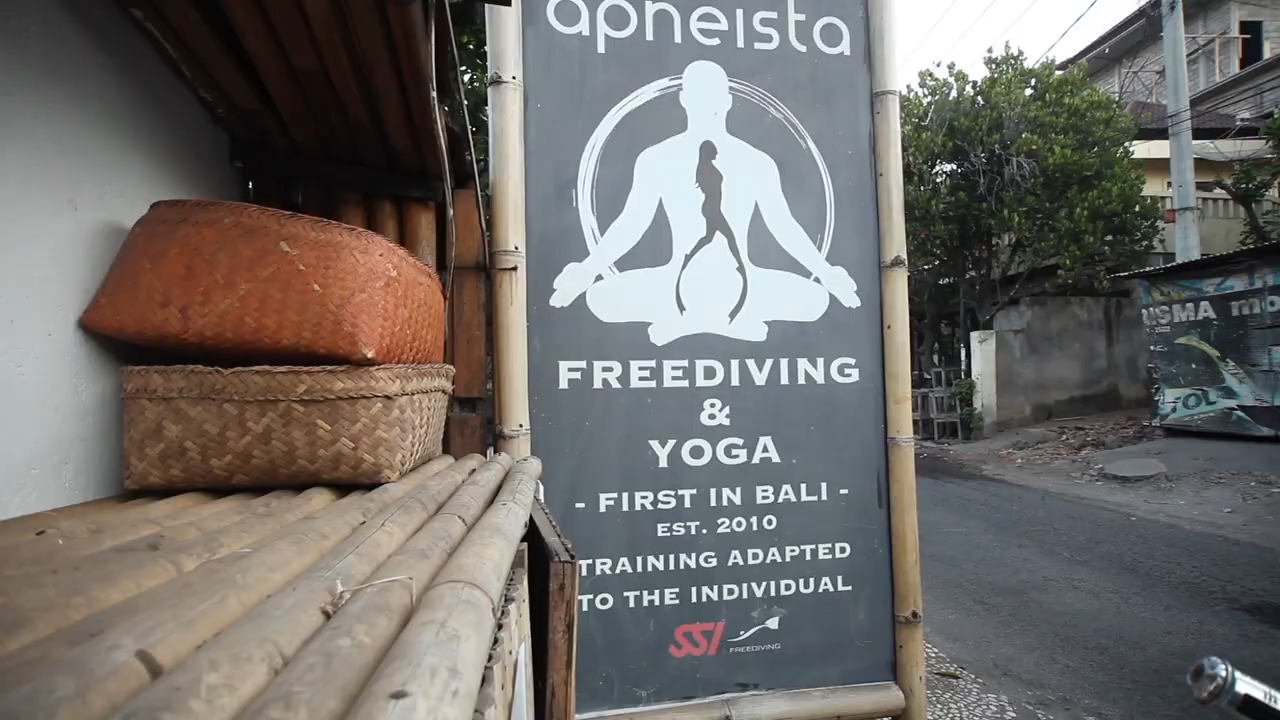 apneista
FREEDIVING
&
YOGA
- FIRST IN BALI -
EST. 2010
TRAINING ADAPTED
TO THE INDIVIDUAL
SSI
FREEDIVING